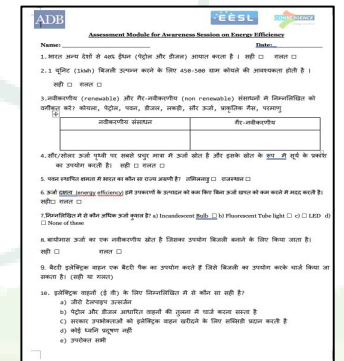 ADB
EESL
Assessment Module for Awareness Session on Energy Efficiency
Name:
Date:
1.भारत अन्य देशों से 40% ईंधन (पेट्रोल और डीजल) आयात करता है । सही □ गलत □
2.1 यूनिट (1kWh) बिजली उत्पन्न करने के लिए 450-500 ग्राम कोयले की आवश्यकता होती है ।
सही □ गलत □
3.नवीकरणीय (renewable) और गैर-नवीकरणीय (non renewable) संसाधनों में निम्नलिखित को
वर्गीकृत करें? कोयला, पेट्रोल, पवन, डीजल, लकड़ी, सौर ऊर्जा, प्राकृतिक गैस, परमाणु
नवीकरणीय संसाधन
गैर-नवीकरणीय
4.सौर/सोलर ऊर्जा पृथ्वी पर सबसे प्रचुर मात्रा में ऊर्जा स्रोत है और इसके स्रोत के रूप में सूर्य के प्रकाश
का उपयोग करती है। सही □ गलत □
5. पवन स्थापित क्षमता में भारत का कौन सा राज्य अग्रणी है? तमिलनाडु □ राजस्थान □
6. ऊर्जा दक्षता (energy efficiency) हमें उपकरणों के उत्पादन को कम किए बिना ऊर्जा खपत को कम करने में मदद करती है।
सही□ गलत □
7.निम्नलिखित में से कौन अधिक ऊर्जा कुशल है? a) Incandescent Bulb □ b) Fluorescent Tube light □ c) □ LED d)
□ None of these
8. बायोमास ऊर्जा का एक नवीकरणीय स्रोत है जिसका उपयोग बिजली बनाने के लिए किया जाता है।
सही □ गलत □
9. बैटरी इलेक्ट्रिक वाहन एक बैटरी पैक का उपयोग करते हैं जिसे बिजली का उपयोग करके चार्ज किया जा
सकता है। (सही या गलत)
10. इलेक्ट्रिक वाहनों (ई वी) के लिए निम्नलिखित में से कौन सा सही है?
a) जीरो टेलपाइप उत्सर्जन
b) पेट्रोल और डीजल आधारित वाहनों की तुलना में चार्ज करना सस्ता है
C) सरकार उपभोक्ताओं को इलेक्ट्रिक वाहन खरीदने के लिए सब्सिडी प्रदान करती है
d) कोई ध्वनि प्रदूषण नहीं
e) उपरोक्त सभी